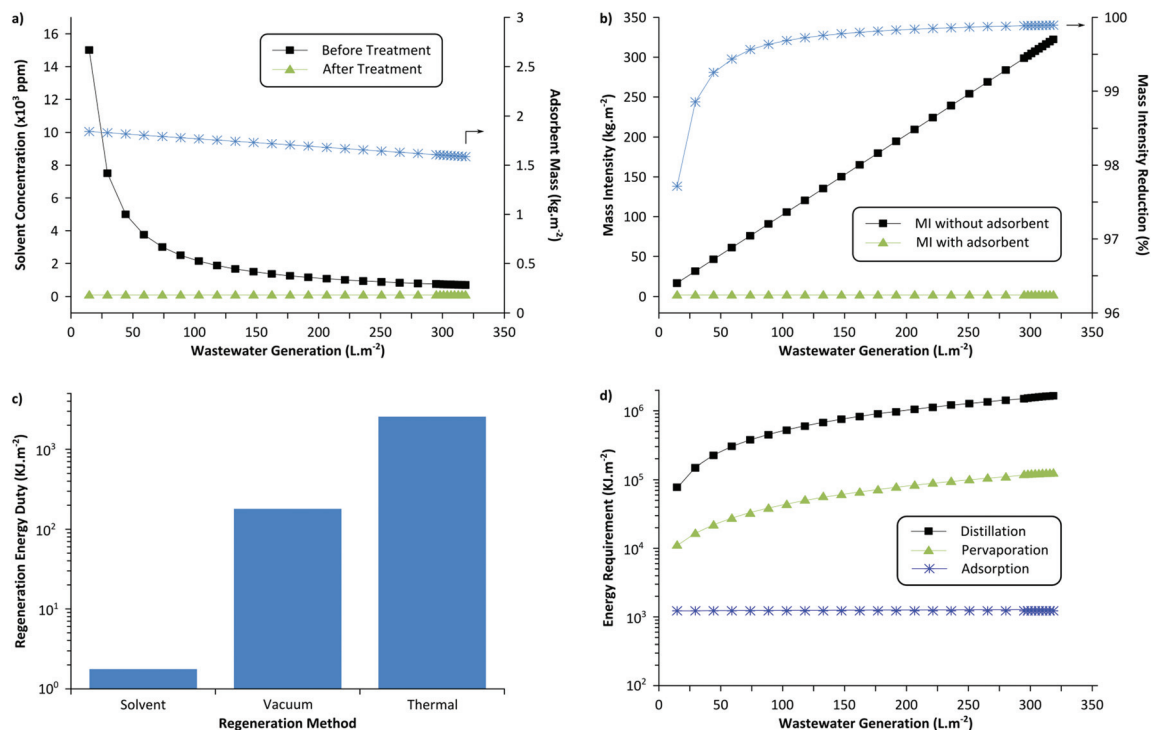 a)
Solvent Concentration (x10³ ppm)
16
14
12
10
8
6
4
2
0
Before Treatment
After Treatment
3
2.5
2
1.5
1
0.5
0
Adsorbent Mass (kg.m⁻²)
0 50 100 150 200 250 300 350
Wastewater Generation (L.m⁻²)
b)
Mass Intensity (kg.m⁻²)
350
300
250
200
150
100
50
0
MI without adsorbent
MI with adsorbent
100
99
98
97
96
Mass Intensity Reduction (%)
0 50 100 150 200 250 300 350
Wastewater Generation (L.m⁻²)
c)
Regeneration Energy Duty (KJ.m⁻²)
10³
10²
10¹
10⁰
Solvent Vacuum Thermal
Regeneration Method
d)
Energy Requirement (KJ.m⁻²)
10⁶
10⁵
10⁴
10³
10²
Distillation
Pervaporation
Adsorption
0 50 100 150 200 250 300 350
Wastewater Generation (L.m⁻²)